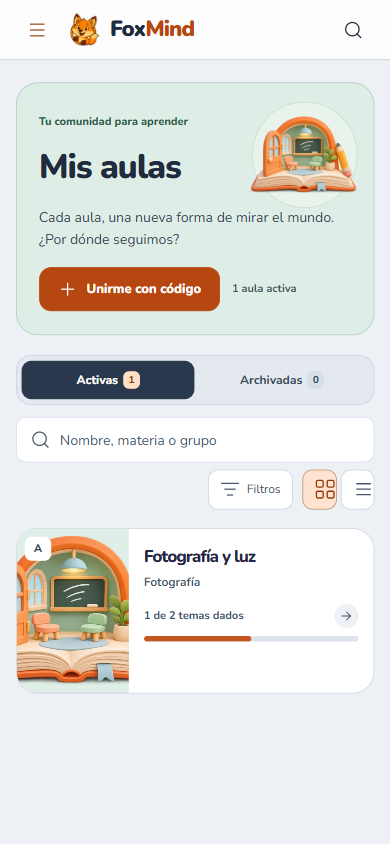 FoxMind
Tu comunidad para aprender
Mis aulas
Cada aula, una nueva forma de mirar el mundo.
¿Por dónde seguimos?
Unirme con código
1 aula activa
Activas 1
Archivadas 0
Nombre, materia o grupo
Filtros
A
Fotografía y luz
Fotografía
1 de 2 temas dados